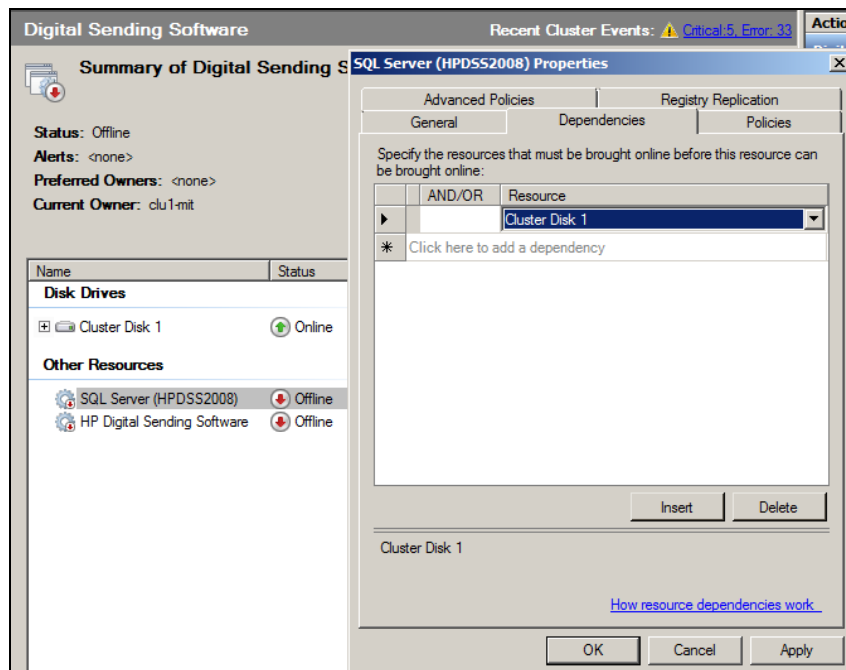 Digital Sending Software
Recent Cluster Events: Critical:5, Error: 33
Actio
Summary of Digital Sending S
Status: Offline
Alerts: <none>
Preferred Owners: <none>
Current Owner: clu1-mit
Name Status
Disk Drives
Cluster Disk 1 Online
Other Resources
SQL Server (HPDSS2008) Offline
HP Digital Sending Software Offline
SQL Server (HPDSS2008) Properties
Advanced Policies Registry Replication
General Dependencies Policies
Specify the resources that must be brought online before this resource can
be brought online:
AND/OR Resource
Cluster Disk 1
Click here to add a dependency
Insert Delete
Cluster Disk 1
How resource dependencies work
OK Cancel Apply